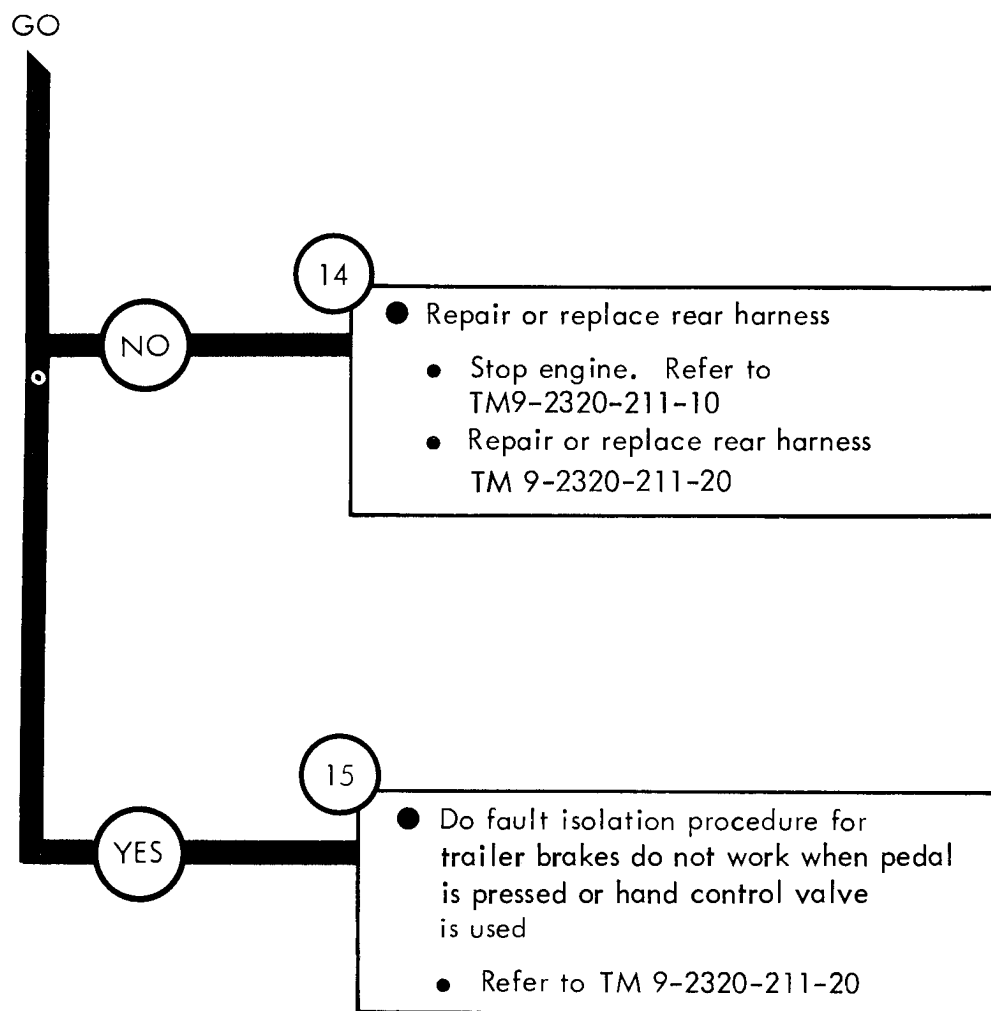 GO
14
NO
● Repair or replace rear harness
● Stop engine. Refer to
TM9-2320-211-10
● Repair or replace rear harness
TM 9-2320-211-20
15
YES
● Do fault isolation procedure for
trailer brakes do not work when pedal
is pressed or hand control valve
is used
● Refer to TM 9-2320-211-20